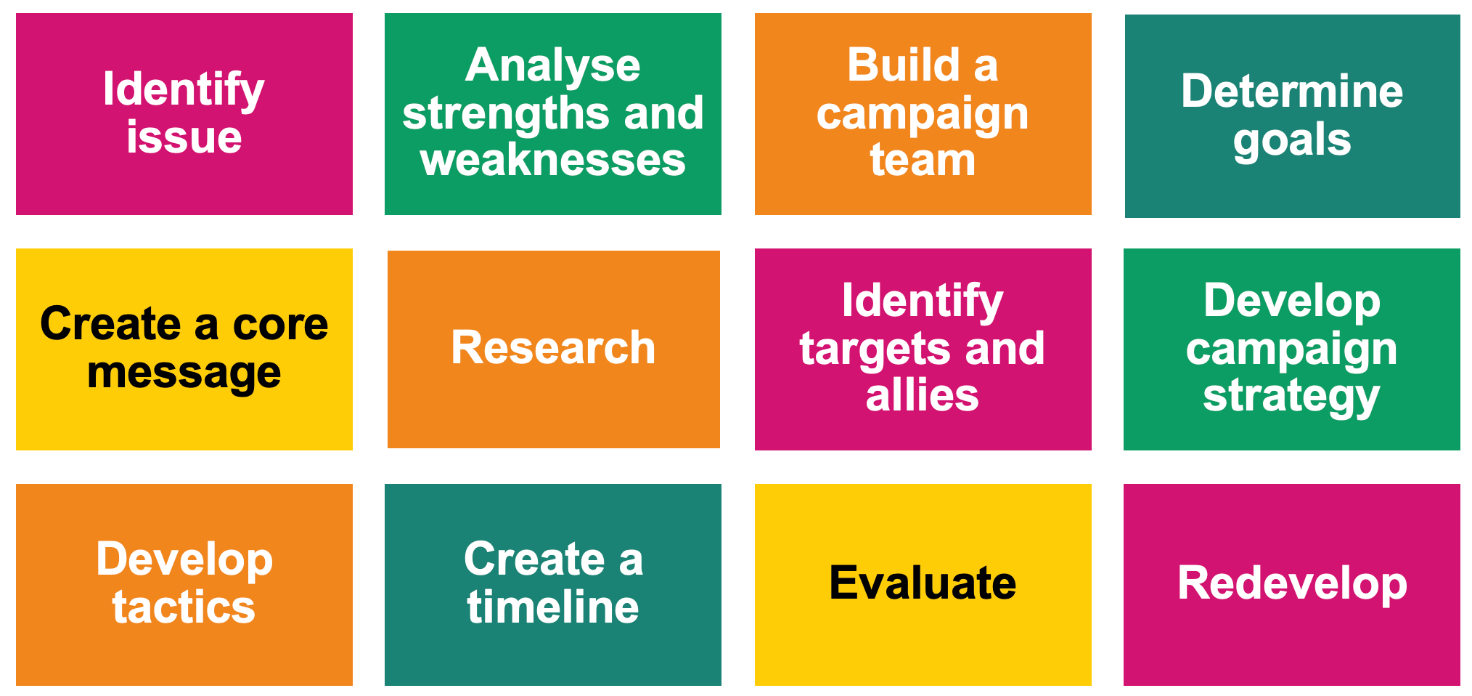 Identify
issue
Analyse
strengths and
weaknesses
Build a
campaign
team
Determine
goals
Create a core
message
Research
Identify
targets and
allies
Develop
campaign
strategy
Develop
tactics
Create a
timeline
Evaluate
Redevelop